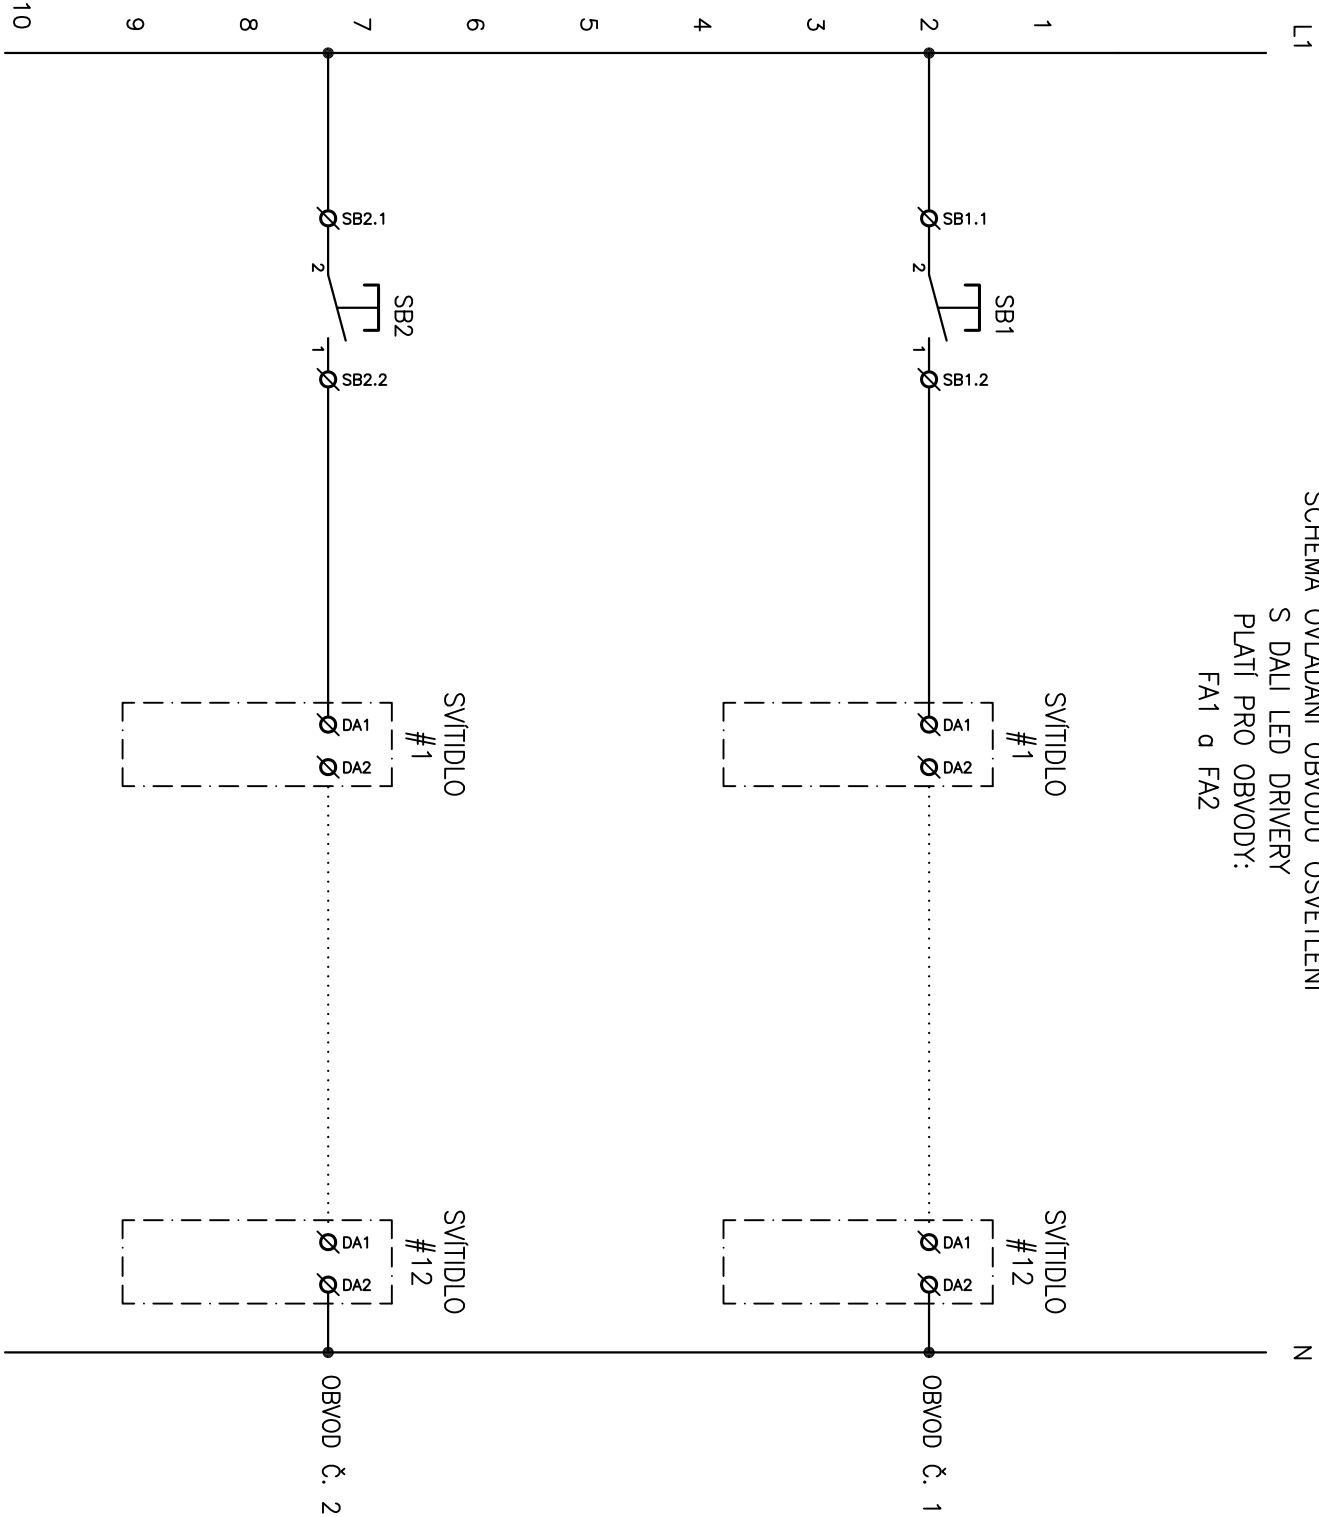 L1
N
SCHÉMA OVLÁDÁNÍ OBVODŮ OSVĚTLENÍ
S DALI LED DRIVERY
PLATÍ PRO OBVODY:
FA1 a FA2
1
2
3
4
5
6
7
8
9
10
SB1
SB1.1
2
1
SB1.2
SVÍTIDLO
#1
DA1
DA2
SVÍTIDLO
#12
DA1
DA2
OBVOD Č. 1
SB2
SB2.1
2
1
SB2.2
SVÍTIDLO
#1
DA1
DA2
SVÍTIDLO
#12
DA1
DA2
OBVOD Č. 2